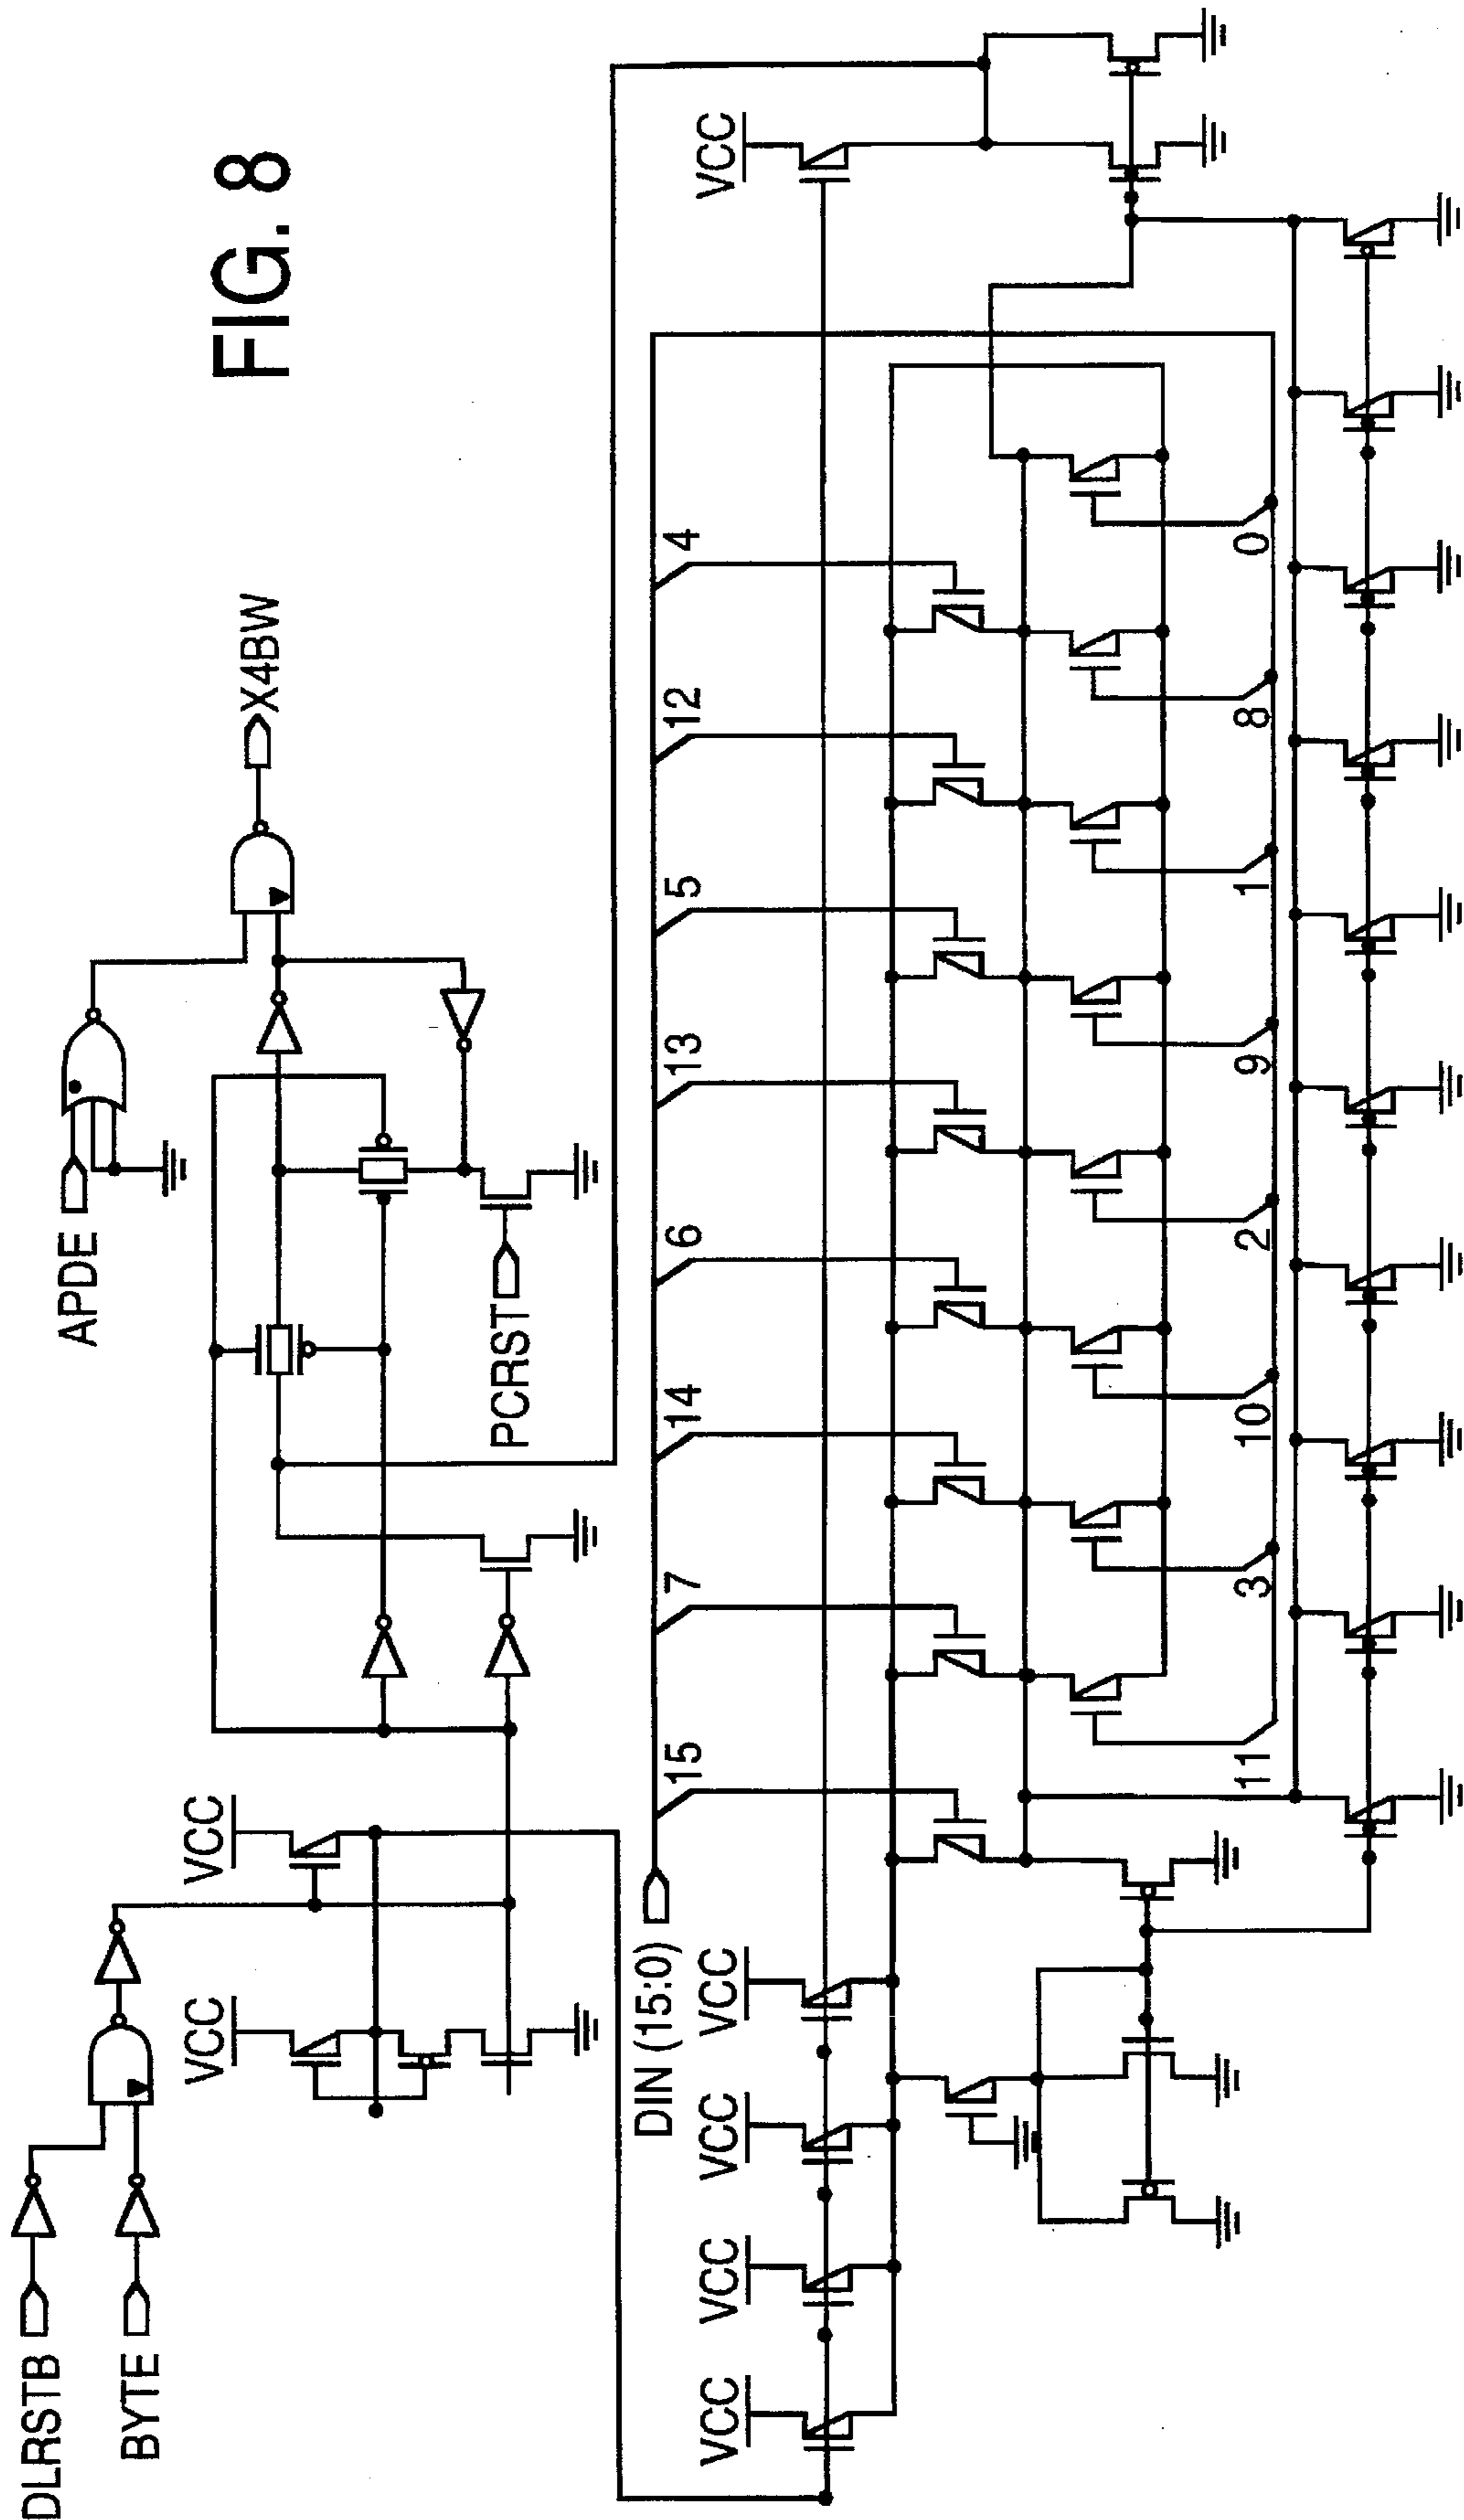 FIG. 8
DLRSTB
BYTE
VCC
VCC
APDE
X4BW
PCRST
DIN (15:0)
15
7
14
6
13
5
12
4
VCC
VCC
VCC
VCC
VCC
11
3
10
2
9
1
8
0